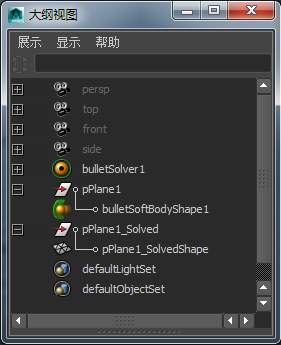 大纲视图
展示 显示 帮助
persp
top
front
side
bulletSolver1
pPlane1
bulletSoftBodyShape1
pPlane1_Solved
pPlane1_SolvedShape
defaultLightSet
defaultObjectSet